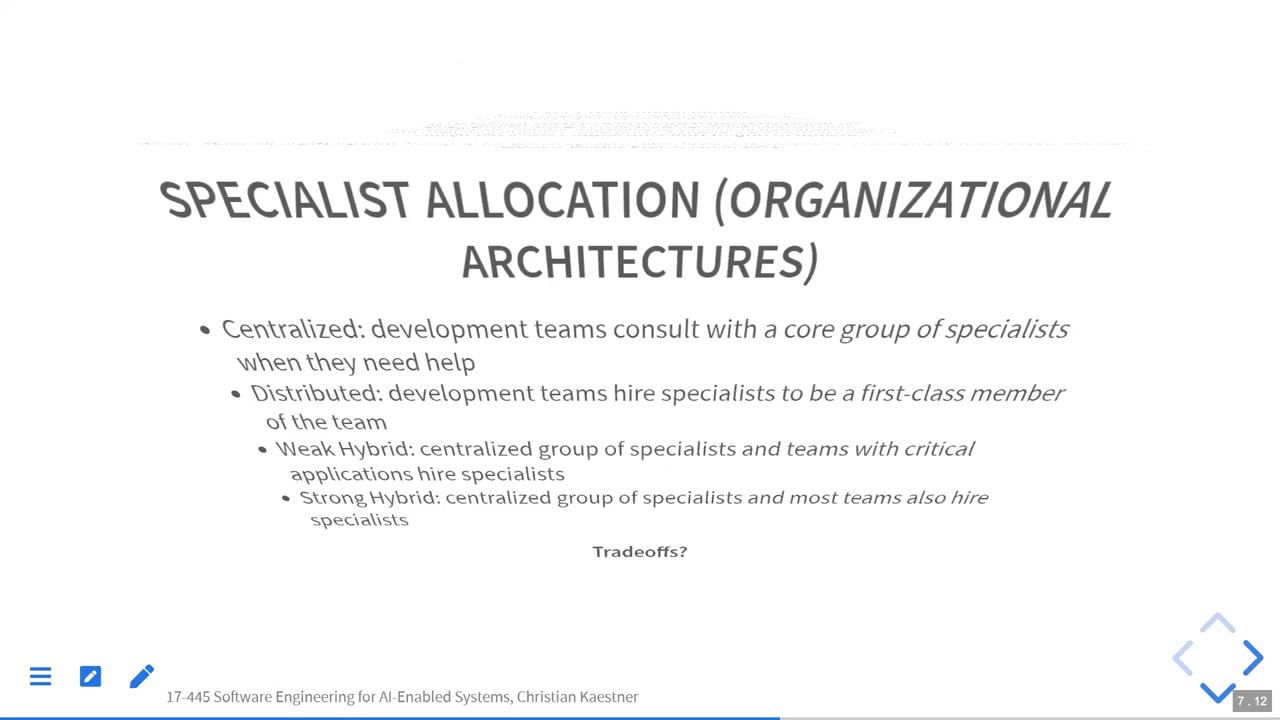 SPECIALIST ALLOCATION (ORGANIZATIONAL
ARCHITECTURES)
• Centralized: development teams consult with a core group of specialists
when they need help
• Distributed: development teams hire specialists to be a first-class member
of the team
• Weak Hybrid: centralized group of specialists and teams with critical
applications hire specialists
• Strong Hybrid: centralized group of specialists and most teams also hire
specialists
Tradeoffs?
17-445 Software Engineering for AI-Enabled Systems, Christian Kaestner
7 . 12